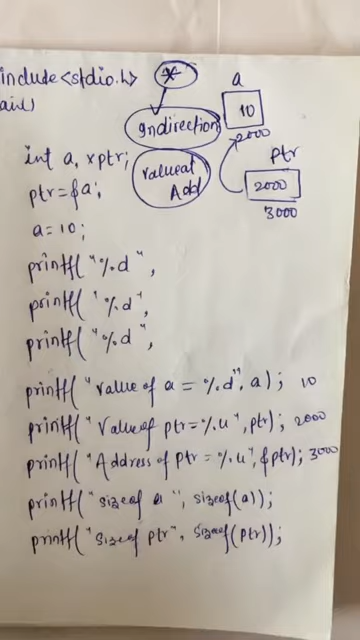 include<stdio.h>
*
a
10
2000
Indirection
value at
Add
ptr
2000
3000
int a, *ptr;
ptr=&a;
a=10;
printf("%d",
printf("%d",
printf("%d",
printf("Value of a = %d", a); 10
printf("Value of ptr=%u", ptr); 2000
printf("Address of ptr=%u", &ptr); 3000
printf("size of a", sizeof(a));
printf("size of ptr", sizeof(ptr));